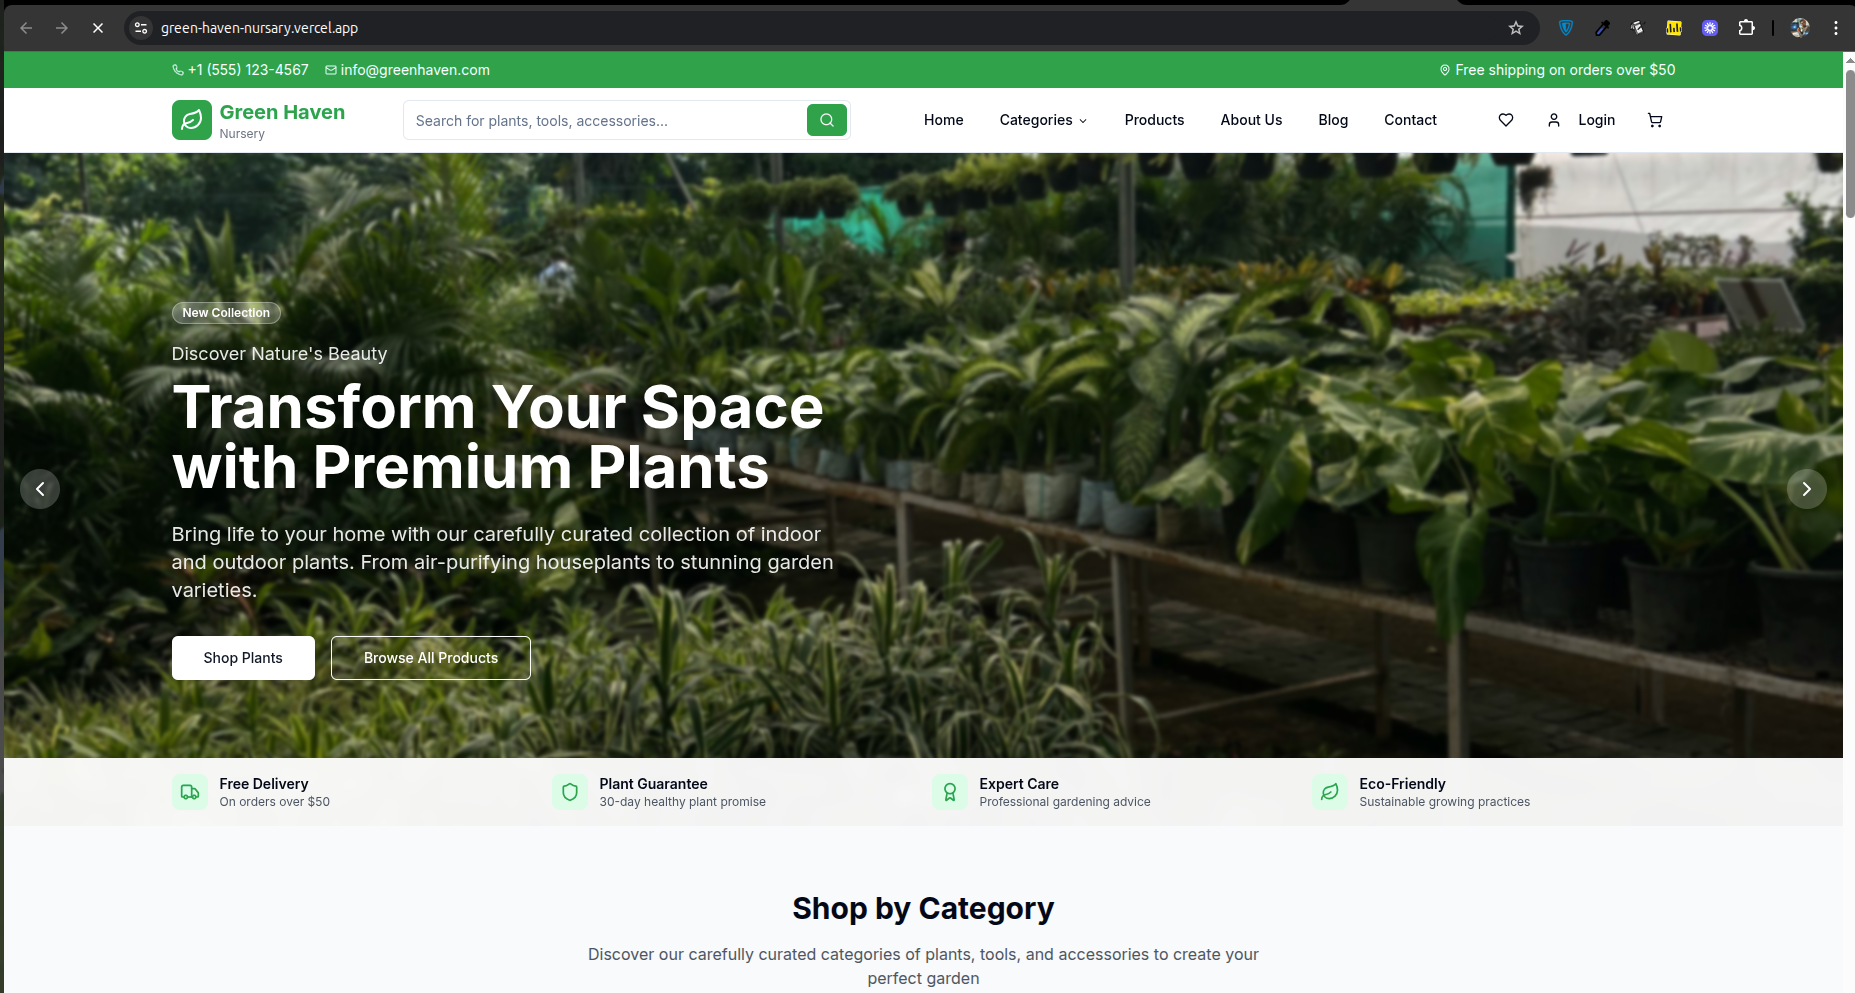 green-haven-nursary.vercel.app
+1 (555) 123-4567 info@greenhaven.com Free shipping on orders over $50
Green Haven
Nursery
Search for plants, tools, accessories...
Home Categories Products About Us Blog Contact Login
New Collection
Discover Nature's Beauty
Transform Your Space
with Premium Plants
Bring life to your home with our carefully curated collection of indoor
and outdoor plants. From air-purifying houseplants to stunning garden
varieties.
Shop Plants Browse All Products
Free Delivery
On orders over $50
Plant Guarantee
30-day healthy plant promise
Expert Care
Professional gardening advice
Eco-Friendly
Sustainable growing practices
Shop by Category
Discover our carefully curated categories of plants, tools, and accessories to create your
perfect garden